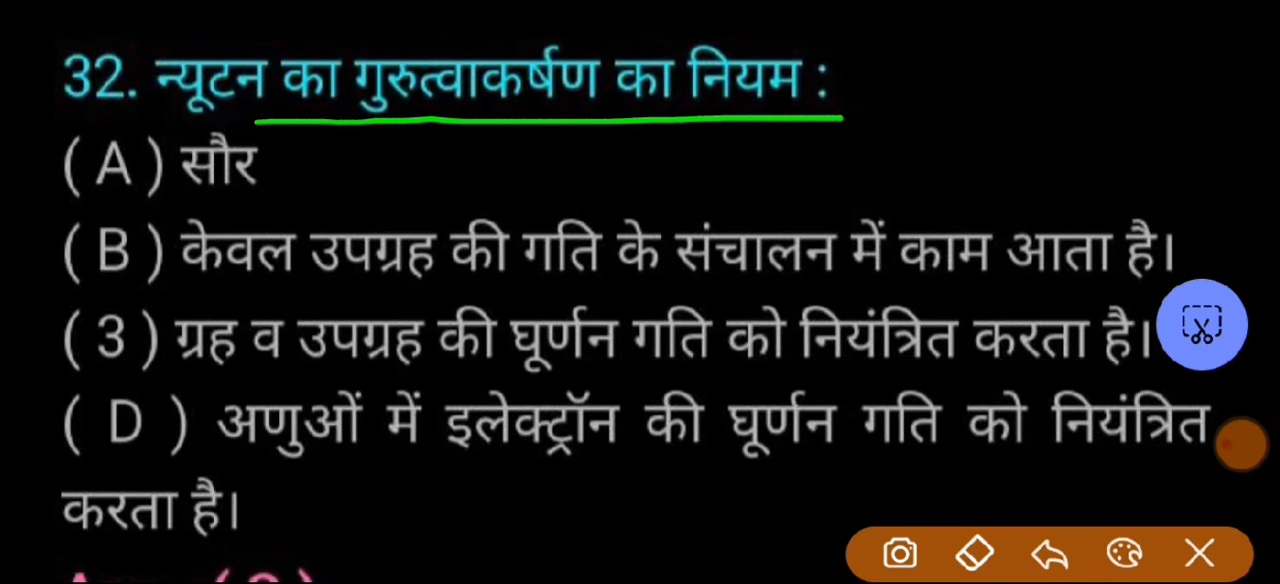 32. न्यूटन का गुरुत्वाकर्षण का नियम :
( A ) सौर
( B ) केवल उपग्रह की गति के संचालन में काम आता है।
( 3 ) ग्रह व उपग्रह की घूर्णन गति को नियंत्रित करता है।
( D ) अणुओं में इलेक्ट्रॉन की घूर्णन गति को नियंत्रित
करता है।